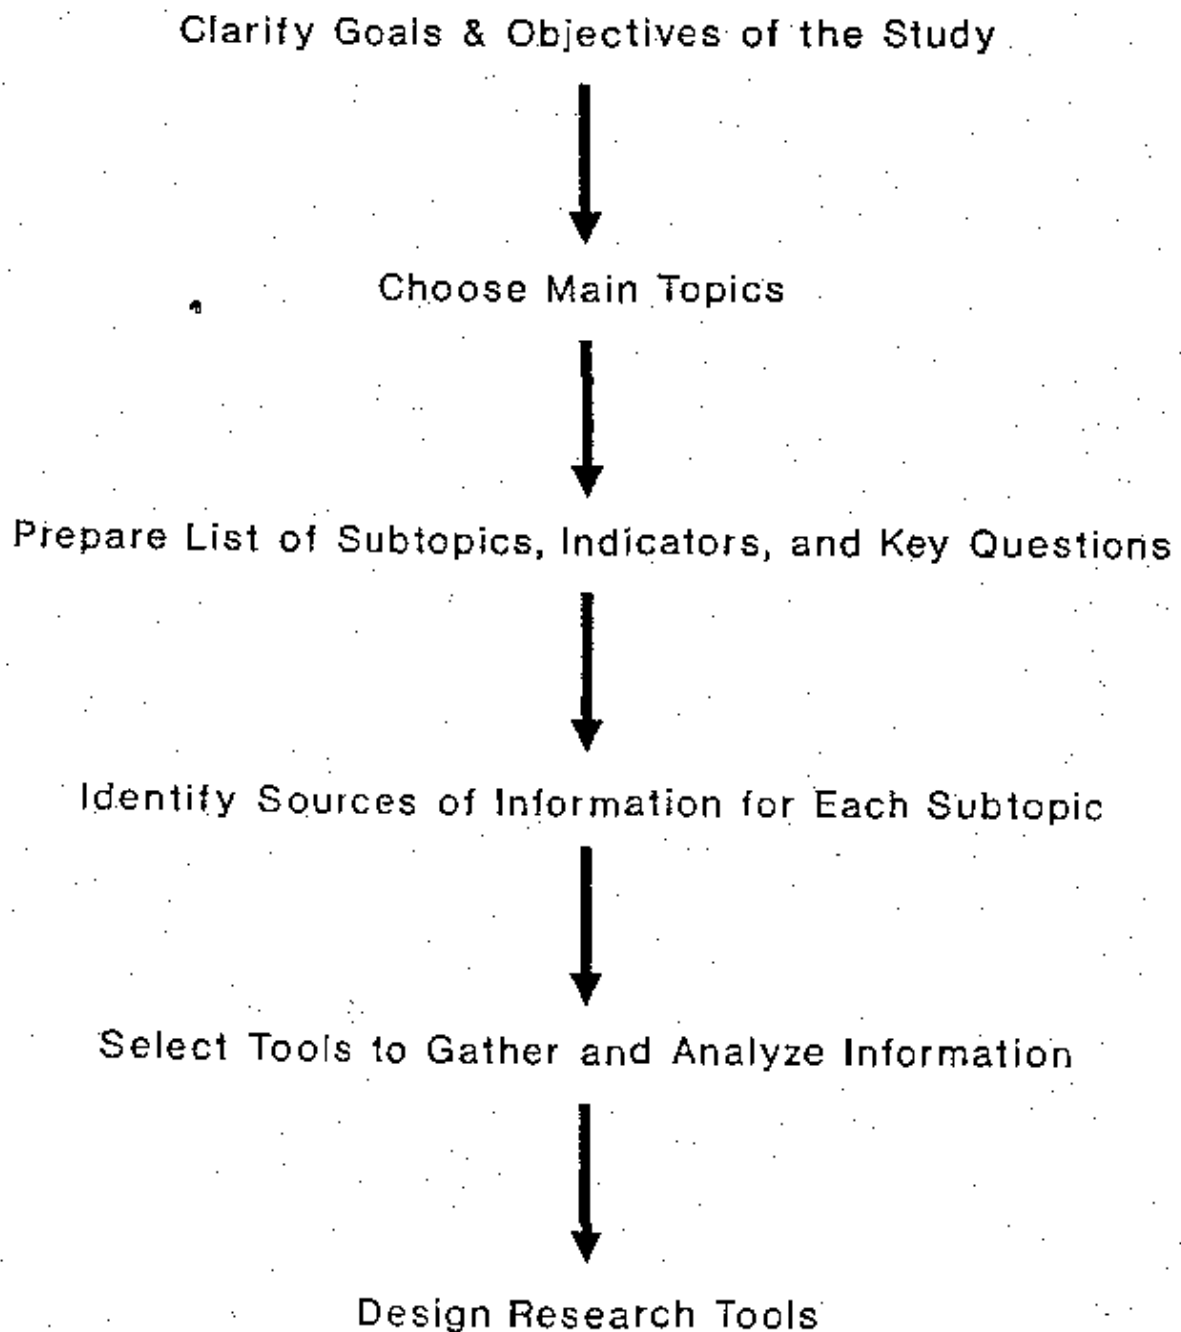 Clarify Goals & Objectives of the Study
Choose Main Topics
Prepare List of Subtopics, Indicators, and Key Questions
Identify Sources of Information for Each Subtopic
Select Tools to Gather and Analyze Information
Design Research Tools